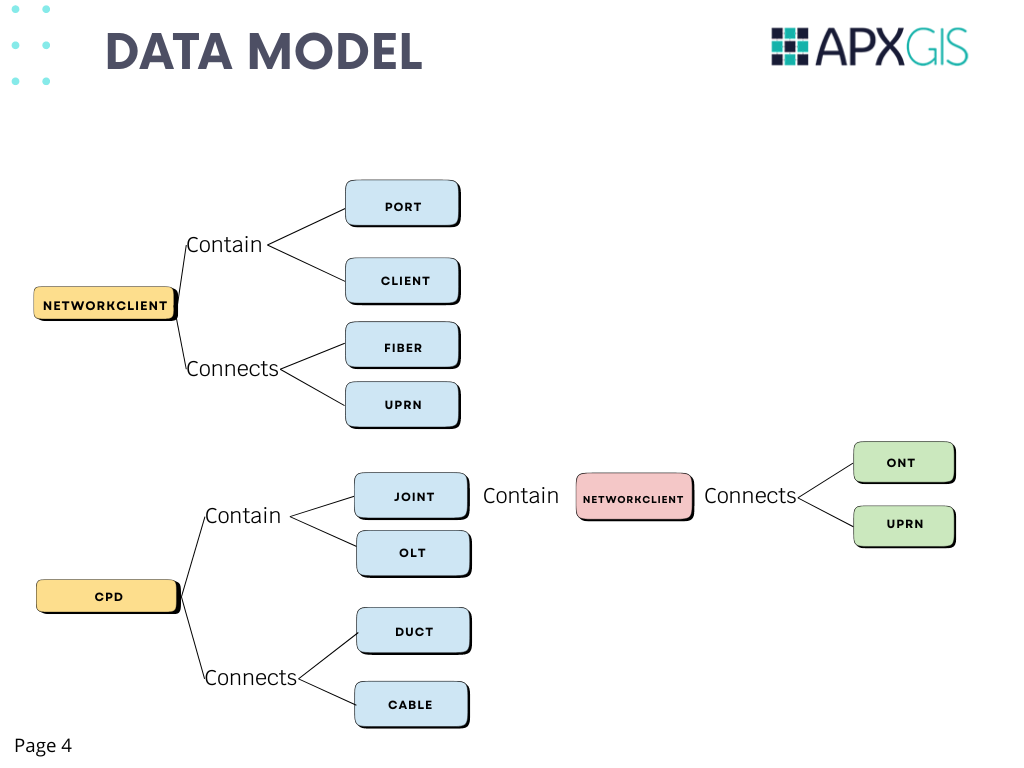 DATA MODEL
APXGIS
PORT
Contain
CLIENT
NETWORKCLIENT
FIBER
Connects
UPRN
ONT
JOINT
Contain
NETWORKCLIENT
Connects
Contain
UPRN
OLT
CPD
DUCT
Connects
CABLE
Page 4